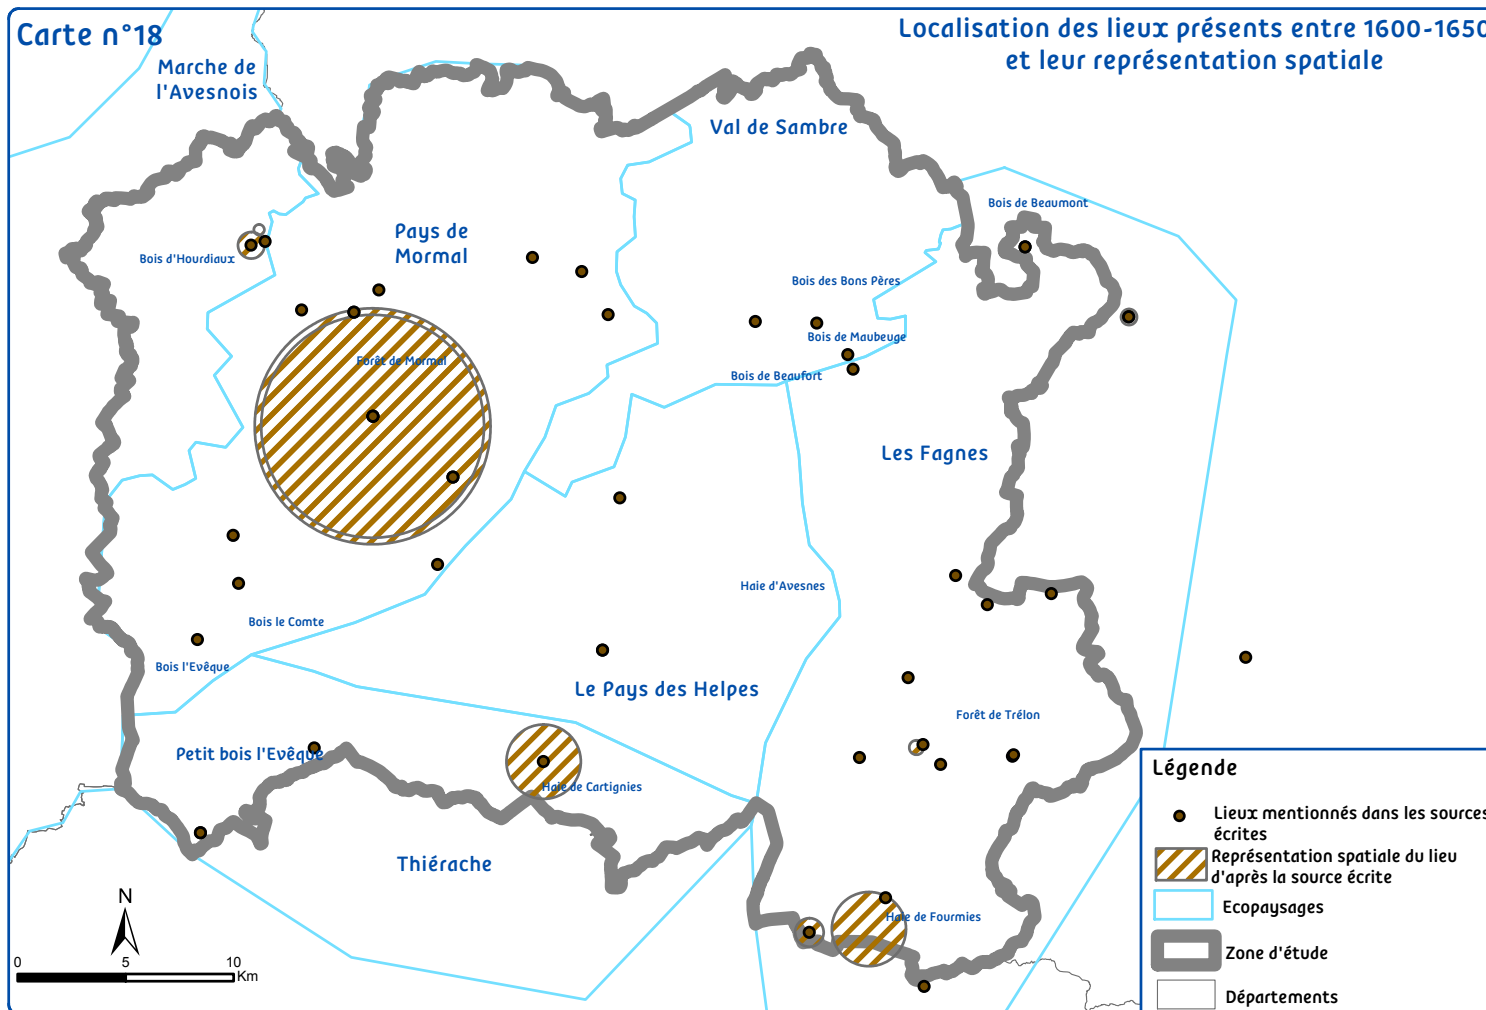 Carte n°18
Localisation des lieux présents entre 1600-1650
et leur représentation spatiale
Marche de
l'Avesnois
Val de Sambre
Bois de Beaumont
Pays de
Mormal
Bois d'Hourdiaux
Bois des Bons Pères
Bois de Maubeuge
Forêt de Mormal
Bois de Beaufort
Les Fagnes
Haie d'Avesnes
Bois le Comte
Bois l'Evêque
Le Pays des Helpes
Forêt de Trélon
Petit bois l'Evêque
Haie de Cartignies
Thiérache
Haie de Fournies
N
0 5 10
Km
Légende
Lieux mentionnés dans les sources
écrites
Représentation spatiale du lieu
d'après la source écrite
Ecopaysages
Zone d'étude
Départements